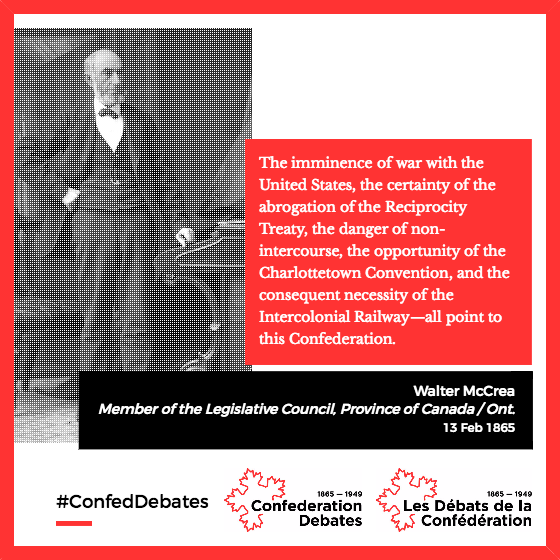 The imminence of war with the
United States, the certainty of the
abrogation of the Reciprocity
Treaty, the danger of non-
intercourse, the opportunity of the
Charlottetown Convention, and the
consequent necessity of the
Intercolonial Railway—all point to
this Confederation.
Walter McCrea
Member of the Legislative Council, Province of Canada / Ont.
13 Feb 1865
#ConfedDebates
1865 — 1949
Confederation
Debates
1865 — 1949
Les Débats de la
Confédération